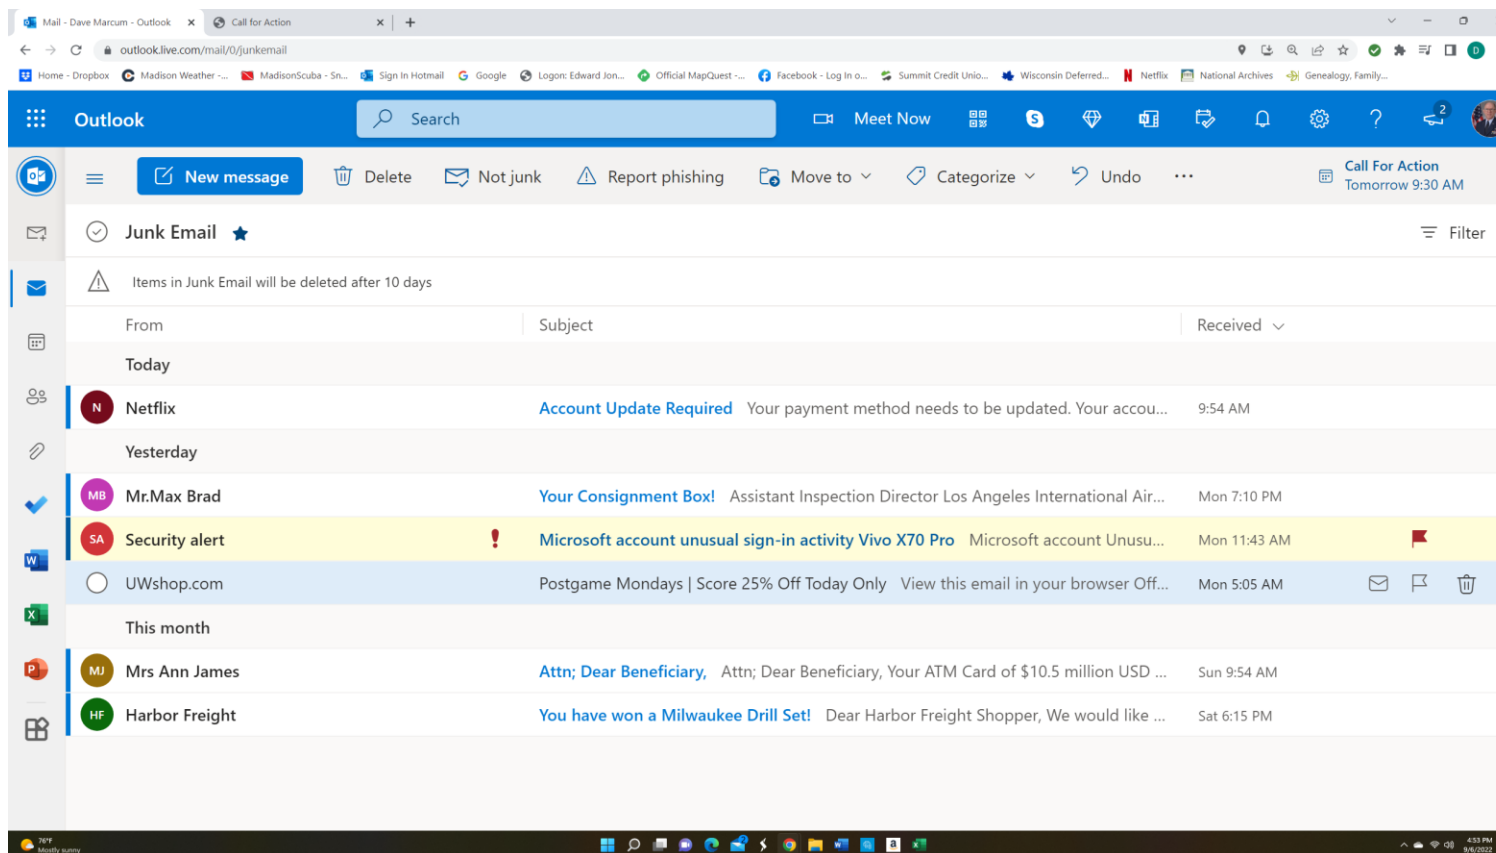 Mail - Dave Marcum - Outlook
Call for Action
outlook.live.com/mail/0/junkemail
D
Home - Dropbox Madison Weather -... MadisonScuba - Sn... Sign In Hotmail Google Logon: Edward Jon... Official MapQuest -... Facebook - Log In o... Summit Credit Unio... Wisconsin Deferred... Netflix National Archives Genealogy, Family...
Outlook Search Meet Now 2
New message Delete Not junk Report phishing Move to Categorize Undo ... Call For Action
Tomorrow 9:30 AM
Junk Email Filter
Items in Junk Email will be deleted after 10 days
From Subject Received
Today
N Netflix Account Update Required Your payment method needs to be updated. Your accou... 9:54 AM
Yesterday
MB Mr.Max Brad Your Consignment Box! Assistant Inspection Director Los Angeles International Air... Mon 7:10 PM
SA Security alert ! Microsoft account unusual sign-in activity Vivo X70 Pro Microsoft account Unusu... Mon 11:43 AM
UWshop.com Postgame Mondays | Score 25% Off Today Only View this email in your browser Off... Mon 5:05 AM
This month
MJ Mrs Ann James Attn; Dear Beneficiary, Attn; Dear Beneficiary, Your ATM Card of $10.5 million USD ... Sun 9:54 AM
HF Harbor Freight You have won a Milwaukee Drill Set! Dear Harbor Freight Shopper, We would like ... Sat 6:15 PM
76°F
Mostly sunny
4:53 PM
9/6/2022